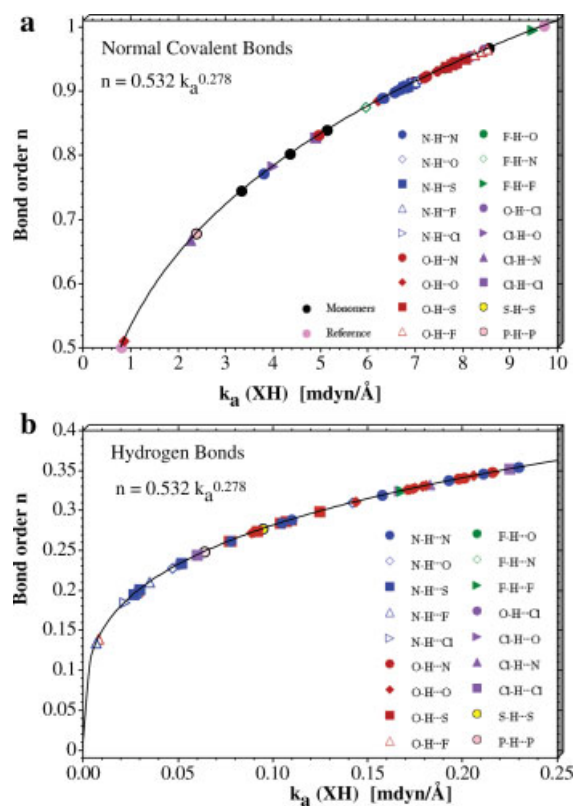 a
Normal Covalent Bonds
n = 0.532 kₐ^0.278
Bond order n
1
0.9
0.8
0.7
0.6
0.5
N-H···N
N-H···O
N-H···S
N-H···F
N-H···Cl
O-H···N
O-H···O
O-H···S
O-H···F
F-H···O
F-H···N
F-H···F
O-H···Cl
Cl-H···O
Cl-H···N
Cl-H···Cl
S-H···S
P-H···P
Monomers
Reference
0 1 2 3 4 5 6 7 8 9 10
kₐ (XH) [mdyn/Å]
b
Hydrogen Bonds
n = 0.532 kₐ^0.278
Bond order n
0.4
0.35
0.3
0.25
0.2
0.15
0.1
0.05
0
N-H···N
N-H···O
N-H···S
N-H···F
N-H···Cl
O-H···N
O-H···O
O-H···S
O-H···F
F-H···O
F-H···N
F-H···F
O-H···Cl
Cl-H···O
Cl-H···N
Cl-H···Cl
S-H···S
P-H···P
0.00 0.05 0.10 0.15 0.20 0.25
kₐ (XH) [mdyn/Å]